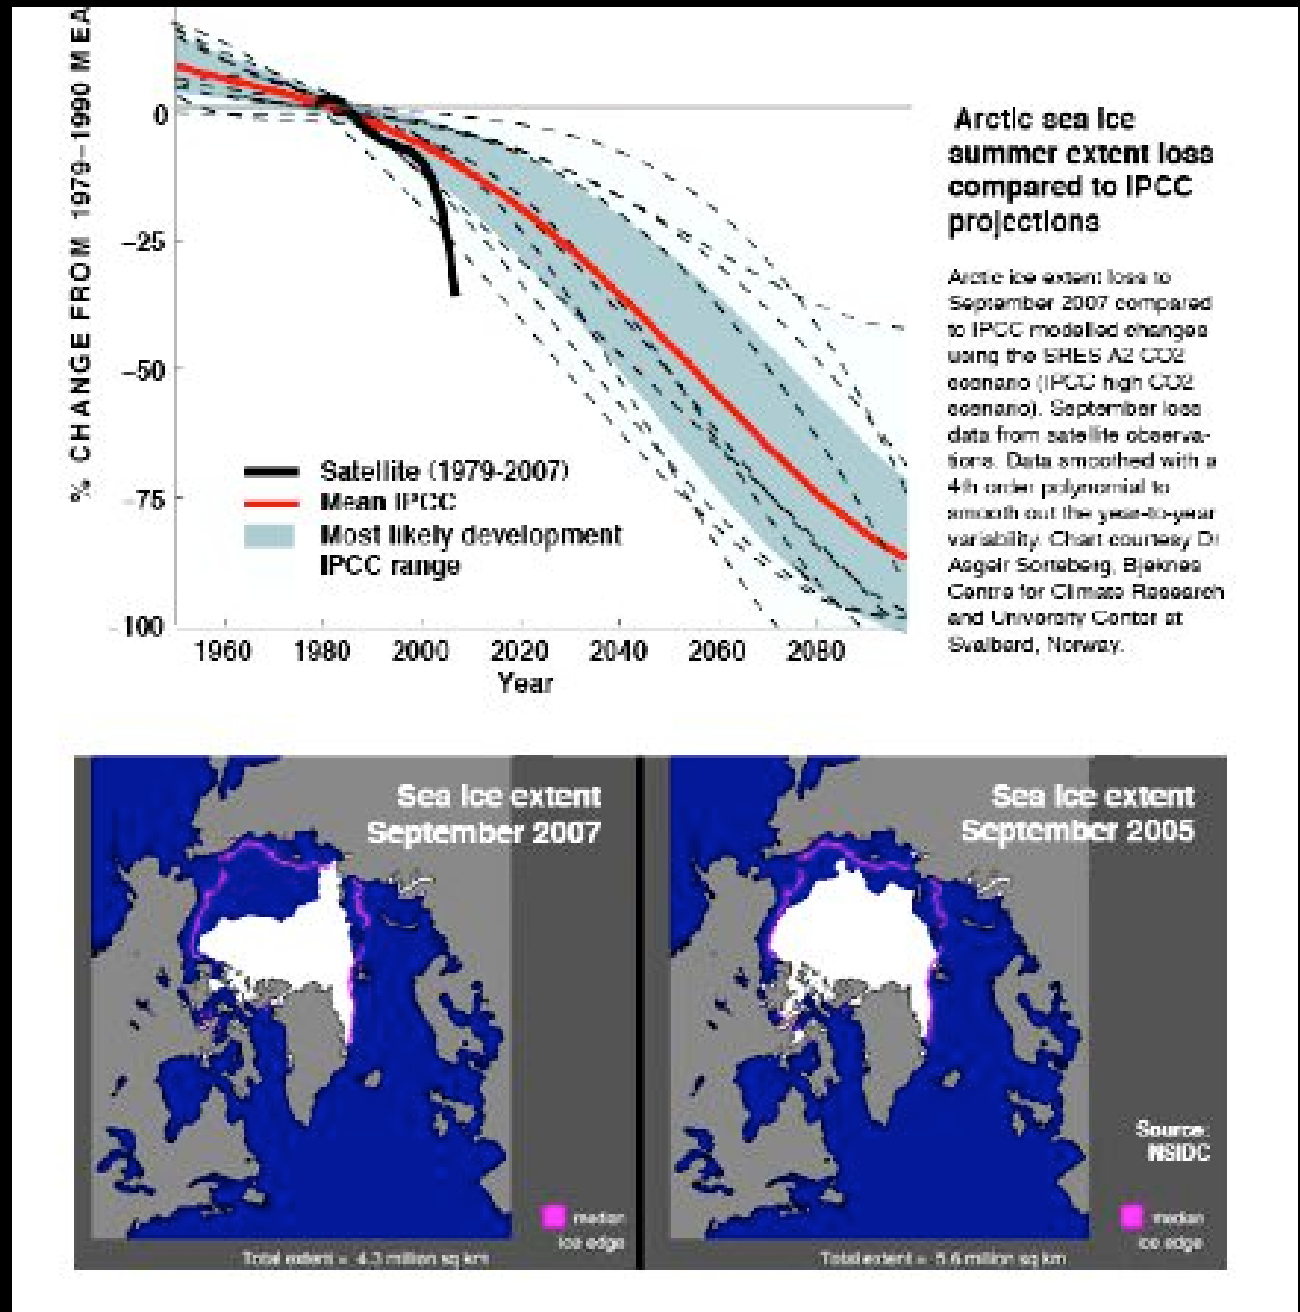 % CHANGE FROM 1979–1990 MEA
0
–25
–50
–75
–100
1960 1980 2000 2020 2040 2060 2080
Year
Satellite (1979-2007)
Mean IPCC
Most likely development
IPCC range
Arctic sea ice
summer extent loss
compared to IPCC
projections
Arctic ice extent loss to
September 2007 compared
to IPCC modelled changes
using the SRES A2 CO2
scenario (IPCC high CO2
scenario). September loss
data from satellite observa-
tions. Data smoothed with a
4th order polynomial to
smooth out the year-to-year
variability. Chart courtesy Dr
Asgeir Sorteberg, Bjeknes
Centre for Climate Research
and University Center at
Svalbard, Norway.
Sea ice extent
September 2007
median
ice edge
Total extent = 4.3 million sq km
Sea ice extent
September 2005
Source:
NSIDC
median
ice edge
Total extent = 5.6 million sq km